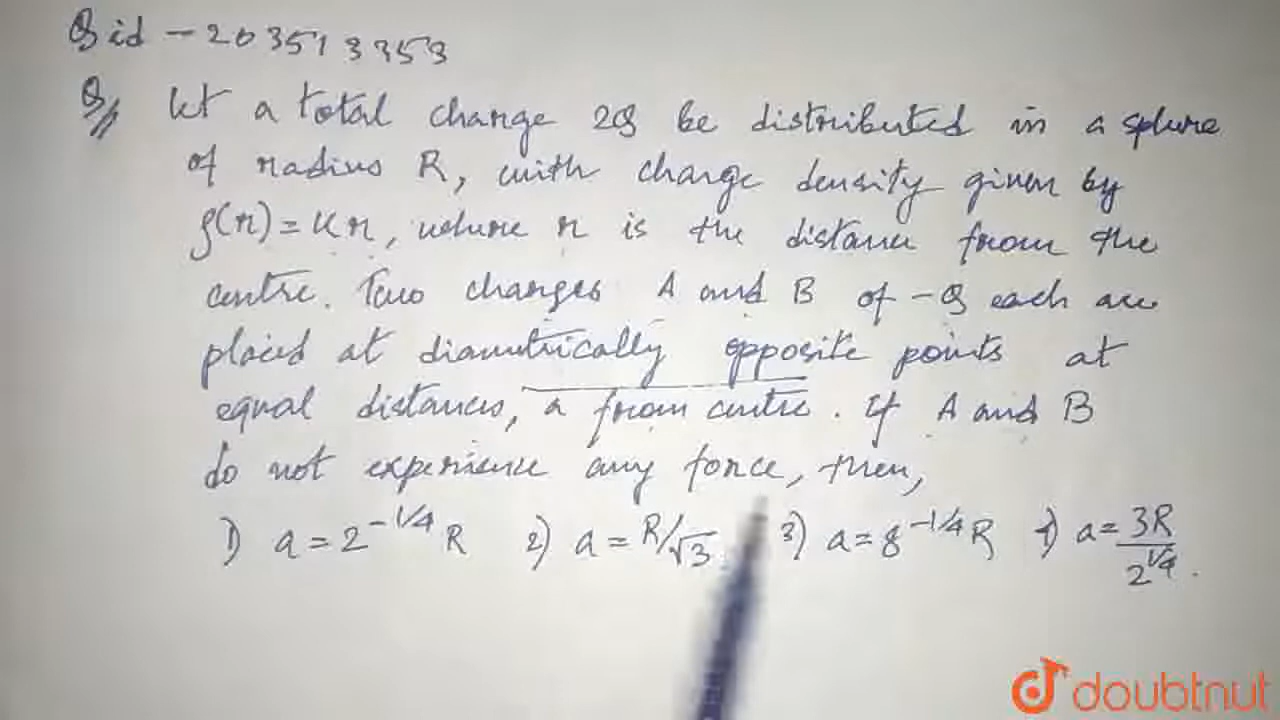 Qid - 203513353
Q// Let a total charge 2Q be distributed in a sphere
of radius R, with charge density given by
ρ(r) = kr, where r is the distance from the
centre. Two charges A and B of -Q each are
placed at diametrically opposite points at
equal distances, a from centre. If A and B
do not experience any force, then,
1) a = 2^{-1/4} R 2) a = R/√3 3) a = 8^{-1/4} R 4) a = 3R/2^{1/4}.
doubtnut